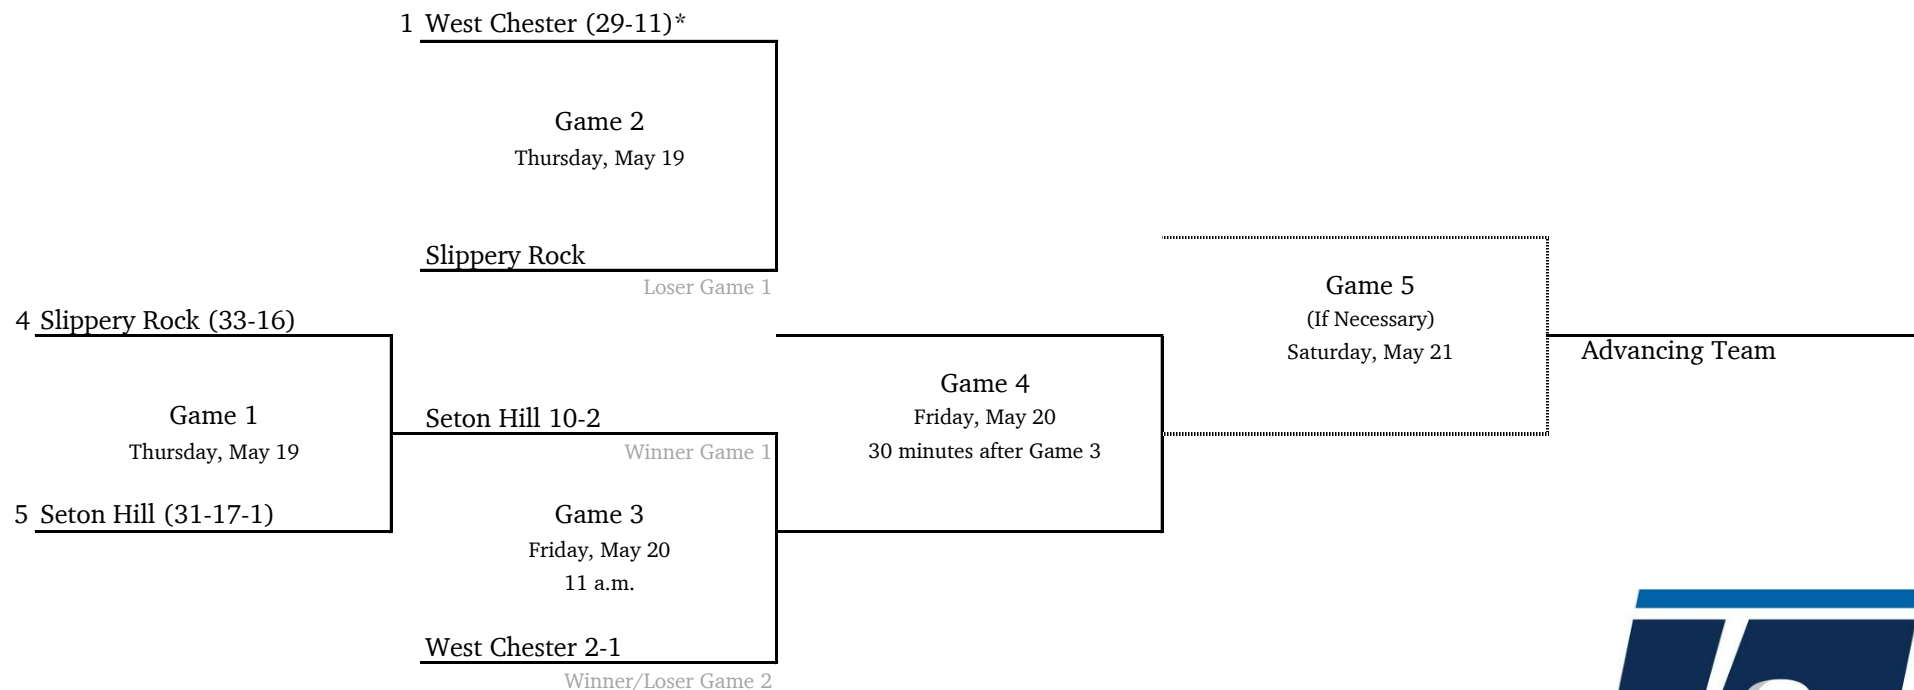 1 West Chester (29-11)*
Game 2
Thursday, May 19
Slippery Rock
Loser Game 1
4 Slippery Rock (33-16)
Game 1
Thursday, May 19
5 Seton Hill (31-17-1)
Seton Hill 10-2
Winner Game 1
Game 3
Friday, May 20
11 a.m.
West Chester 2-1
Winner/Loser Game 2
Game 4
Friday, May 20
30 minutes after Game 3
Game 5
(If Necessary)
Saturday, May 21
Advancing Team